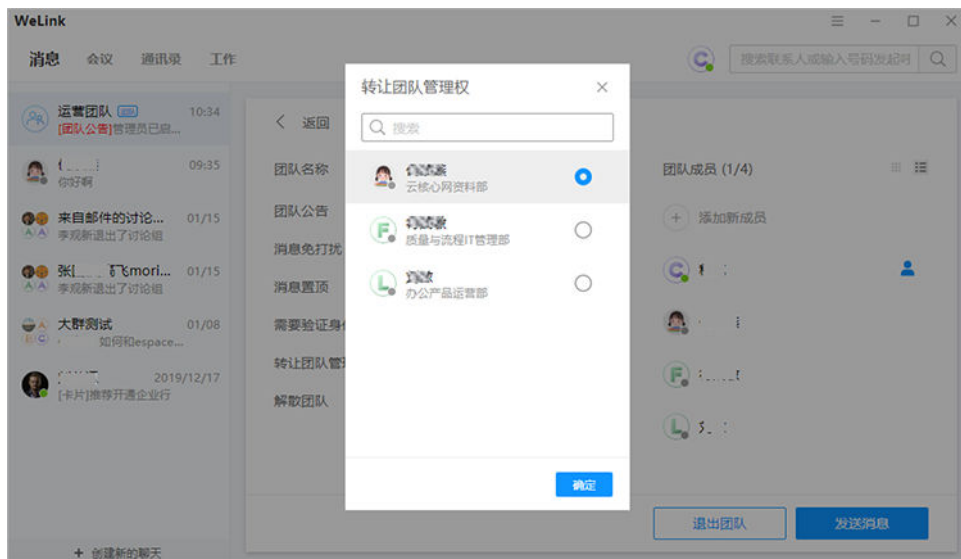 WeLink
消息 会议 通讯录 工作
搜索联系人或输入号码发起呼
运营团队 10:34
[团队公告]管理员已启...
09:35
你好啊
来自邮件的讨论... 01/15
李观新退出了讨论组
张 飞mori... 01/15
李观新退出了讨论组
大群测试 01/08
如何和espace...
2019/12/17
[卡片]推荐开通企业行
+ 创建新的聊天
返回
团队名称
团队公告
消息免打扰
消息置顶
需要验证身份
转让团队管理
解散团队
转让团队管理权
搜索
云核心网资料部
F
质量与流程IT管理部
L
办公产品运营部
确定
团队成员 (1/4)
添加新成员
C
F
L
退出团队 发送消息